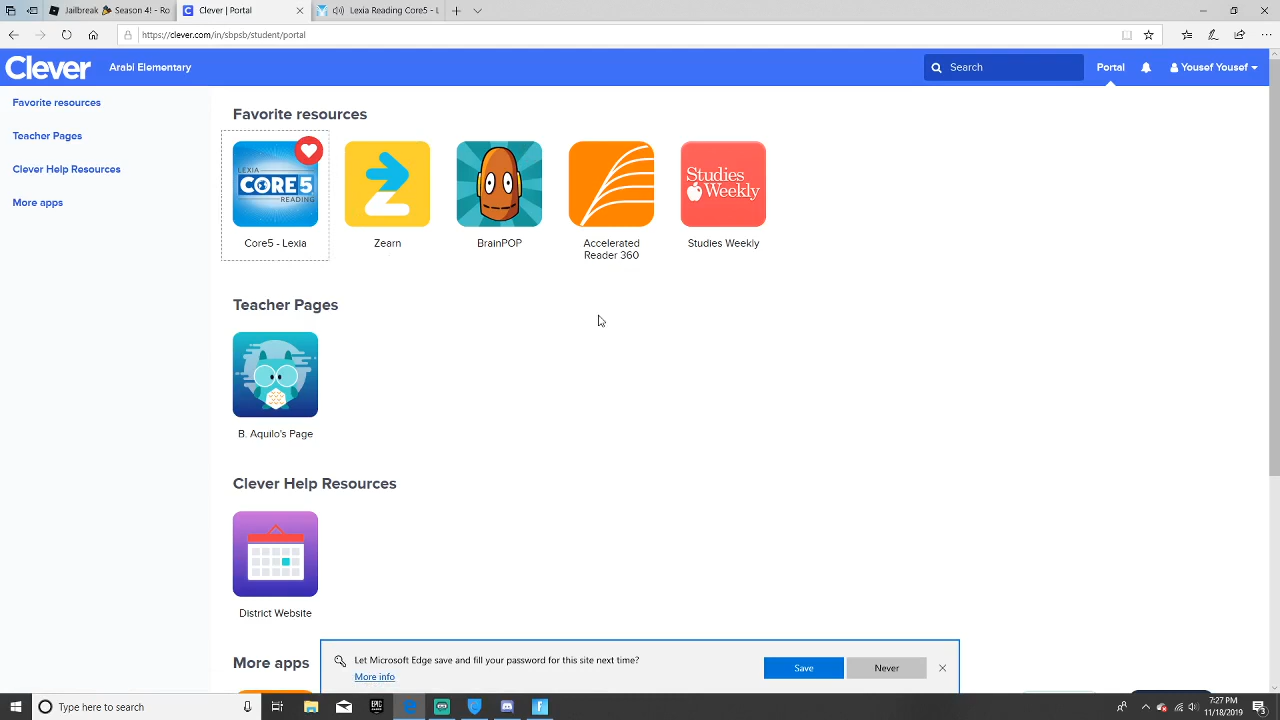 Jailbreak 🎉 Season 4! - Ro
Clever | Portal
Lexia Reading Core5 - L
https://clever.com/in/sbpsb/student/portal
Clever
Arabi Elementary
Search
Portal
Yousef Yousef
Favorite resources
Teacher Pages
Clever Help Resources
More apps
Favorite resources
LEXIA
CORE5
READING
Studies
Weekly
Core5 - Lexia
Zearn
BrainPOP
Accelerated
Reader 360
Studies Weekly
Teacher Pages
B. Aquilo's Page
Clever Help Resources
District Website
More apps
Let Microsoft Edge save and fill your password for this site next time?
More info
Save
Never
Type here to search
EPIC
7:27 PM
11/18/2019